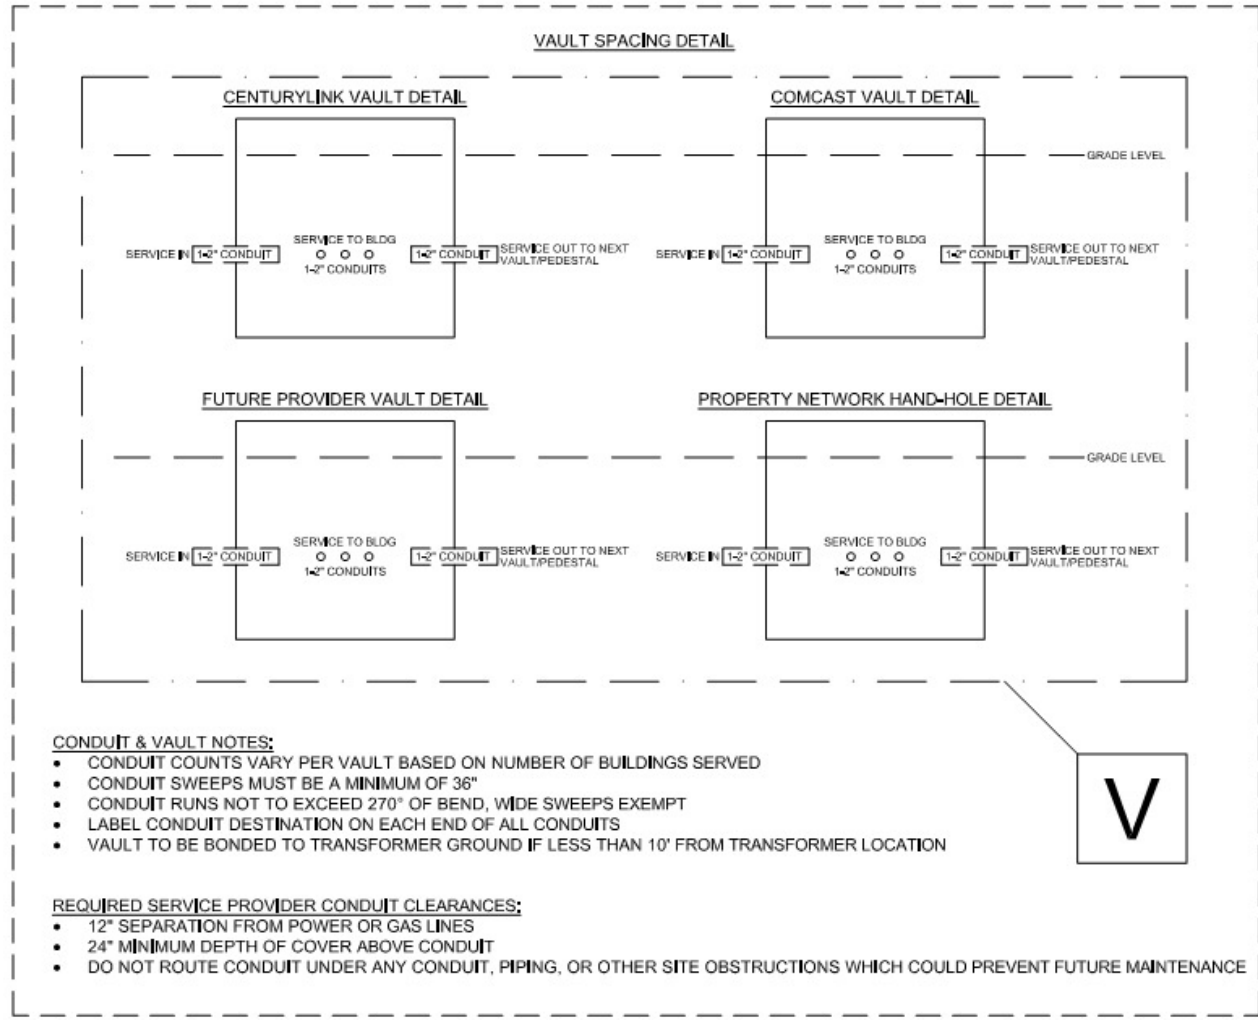 VAULT SPACING DETAIL
CENTURYLINK VAULT DETAIL
COMCAST VAULT DETAIL
GRADE LEVEL
SERVICE IN
1-2" CONDUIT
SERVICE TO BLDG
1-2" CONDUITS
1-2" CONDUIT
SERVICE OUT TO NEXT
VAULT/PEDESTAL
SERVICE IN
1-2" CONDUIT
SERVICE TO BLDG
1-2" CONDUITS
1-2" CONDUIT
SERVICE OUT TO NEXT
VAULT/PEDESTAL
FUTURE PROVIDER VAULT DETAIL
PROPERTY NETWORK HAND-HOLE DETAIL
GRADE LEVEL
SERVICE IN
1-2" CONDUIT
SERVICE TO BLDG
1-2" CONDUITS
1-2" CONDUIT
SERVICE OUT TO NEXT
VAULT/PEDESTAL
SERVICE IN
1-2" CONDUIT
SERVICE TO BLDG
1-2" CONDUITS
1-2" CONDUIT
SERVICE OUT TO NEXT
VAULT/PEDESTAL
CONDUIT & VAULT NOTES:
• CONDUIT COUNTS VARY PER VAULT BASED ON NUMBER OF BUILDINGS SERVED
• CONDUIT SWEEPS MUST BE A MINIMUM OF 36"
• CONDUIT RUNS NOT TO EXCEED 270° OF BEND, WIDE SWEEPS EXEMPT
• LABEL CONDUIT DESTINATION ON EACH END OF ALL CONDUITS
• VAULT TO BE BONDED TO TRANSFORMER GROUND IF LESS THAN 10' FROM TRANSFORMER LOCATION
V
REQUIRED SERVICE PROVIDER CONDUIT CLEARANCES:
• 12" SEPARATION FROM POWER OR GAS LINES
• 24" MINIMUM DEPTH OF COVER ABOVE CONDUIT
• DO NOT ROUTE CONDUIT UNDER ANY CONDUIT, PIPING, OR OTHER SITE OBSTRUCTIONS WHICH COULD PREVENT FUTURE MAINTENANCE